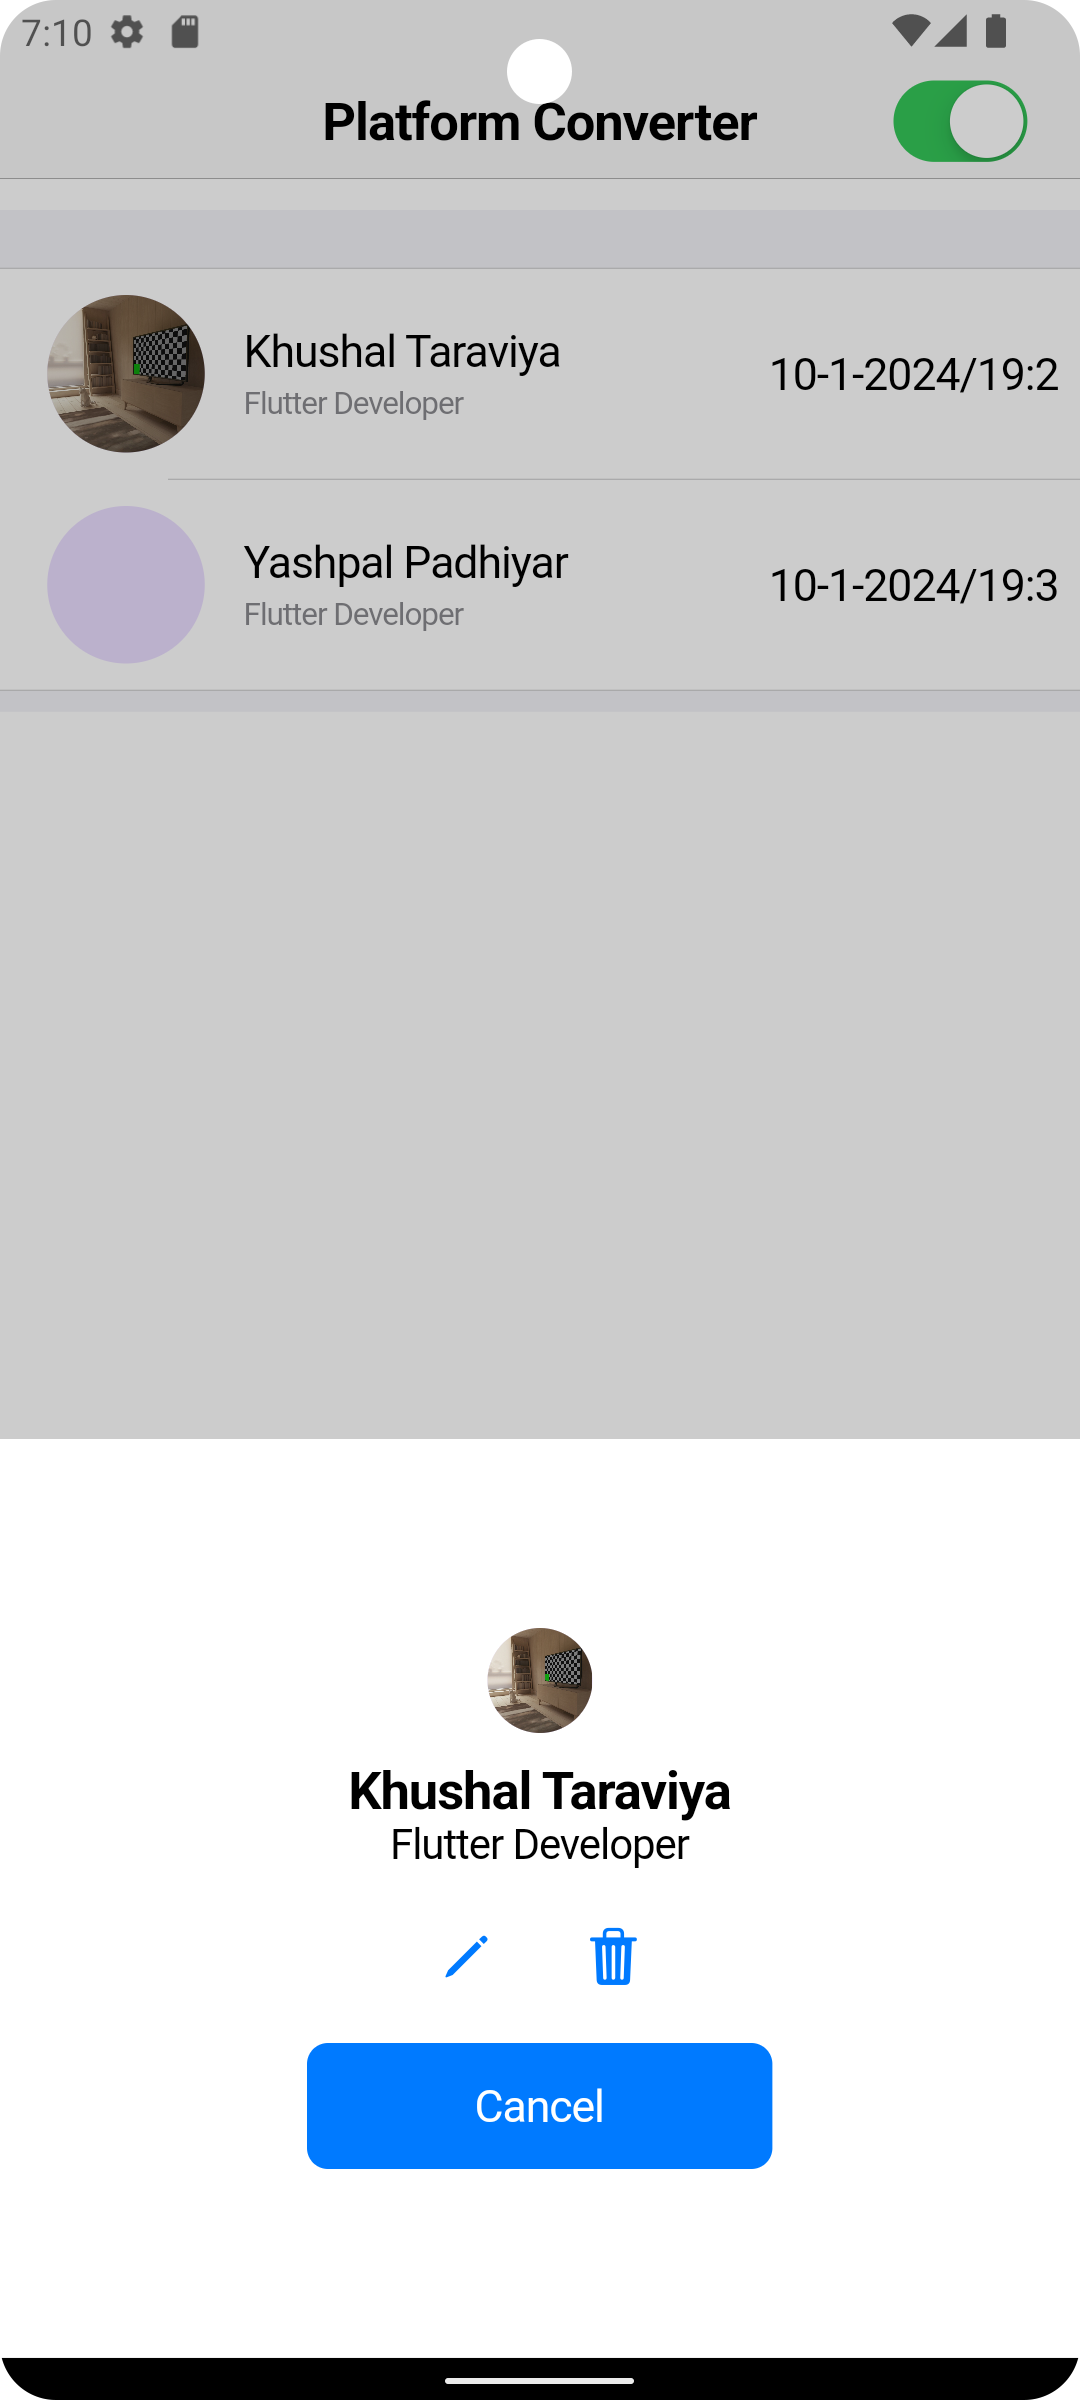 7:10
Platform Converter
Khushal Taraviya
Flutter Developer
10-1-2024/19:2
Yashpal Padhiyar
Flutter Developer
10-1-2024/19:3
Khushal Taraviya
Flutter Developer
Cancel